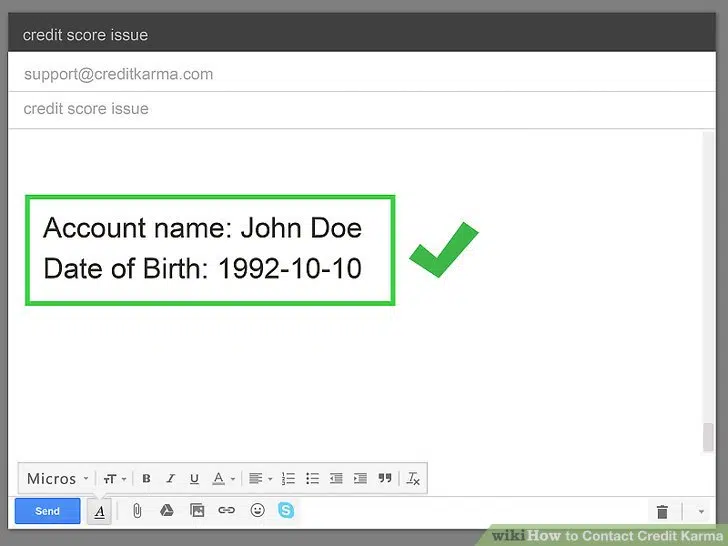 credit score issue
support@creditkarma.com
credit score issue
Account name: John Doe
Date of Birth: 1992-10-10
Micros
B I U A
Send A
wikiHow to Contact Credit Karma